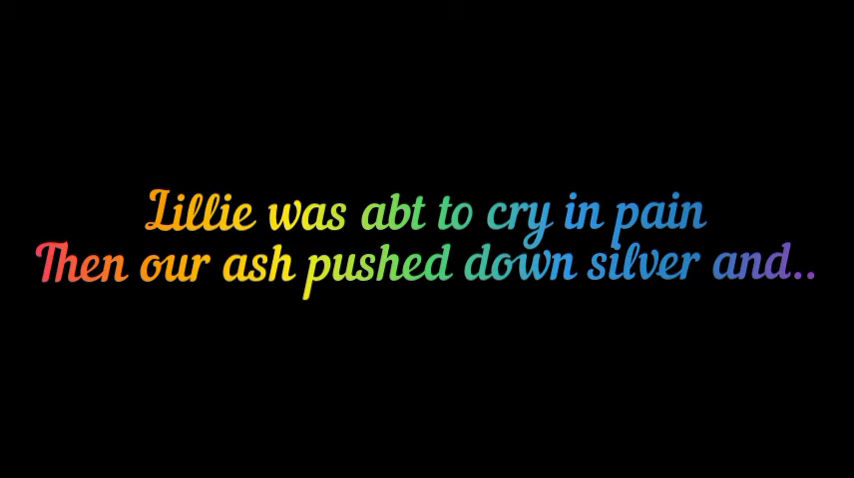 Lillie was abt to cry in pain
Then our ash pushed down silver and..